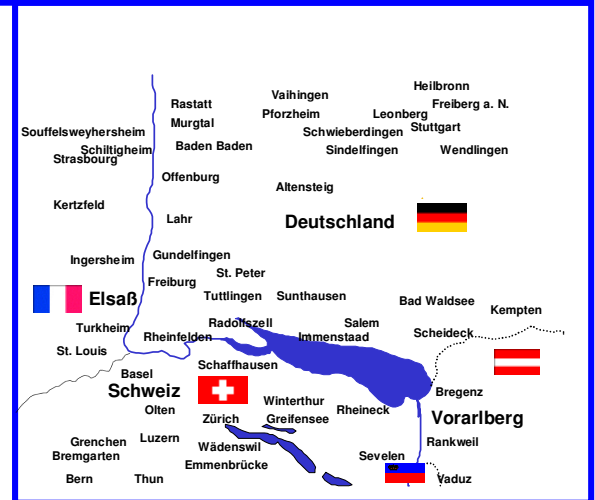 Heilbronn
Vaihingen
Rastatt
Freiberg a. N.
Pforzheim
Leonberg
Murgtal
Stuttgart
Souffelsweyhersheim
Schwieberdingen
Baden Baden
Schiltigheim
Sindelfingen
Wendlingen
Strasbourg
Offenburg
Altensteig
Kertzfeld
Lahr
Deutschland
Gundelfingen
Ingersheim
St. Peter
Freiburg
Elsaß
Tuttlingen
Sunthausen
Bad Waldsee
Kempten
Radolfszell
Salem
Turkheim
Rheinfelden
Immenstaad
Scheideck
St. Louis
Schaffhausen
Basel
Schweiz
Bregenz
Winterthur
Olten
Rheineck
Zürich
Greifensee
Vorarlberg
Grenchen
Luzern
Rankweil
Wädenswil
Bremgarten
Sevelen
Emmenbrücke
Bern
Thun
Vaduz